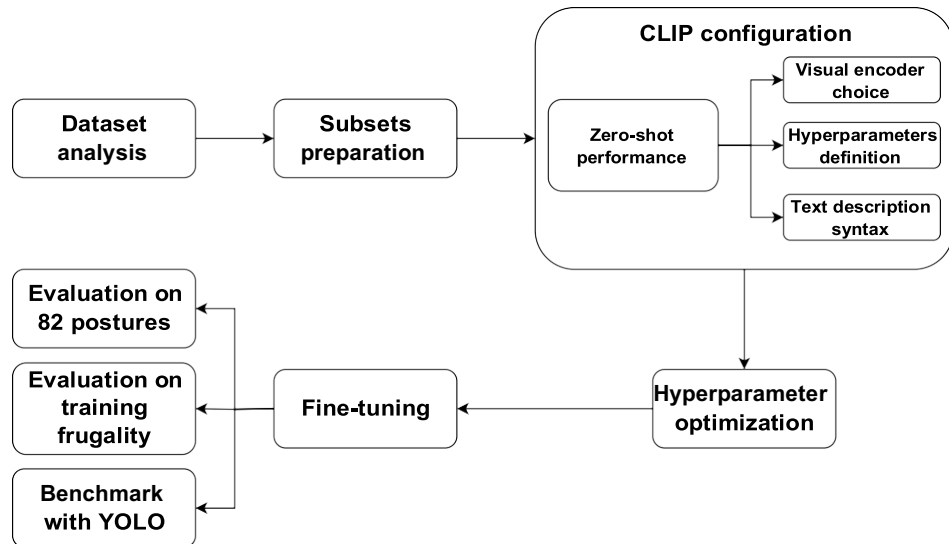 CLIP configuration
Dataset
analysis
Subsets
preparation
Zero-shot
performance
Visual encoder
choice
Hyperparameters
definition
Text description
syntax
Evaluation on
82 postures
Evaluation on
training
frugality
Benchmark
with YOLO
Fine-tuning
Hyperparameter
optimization